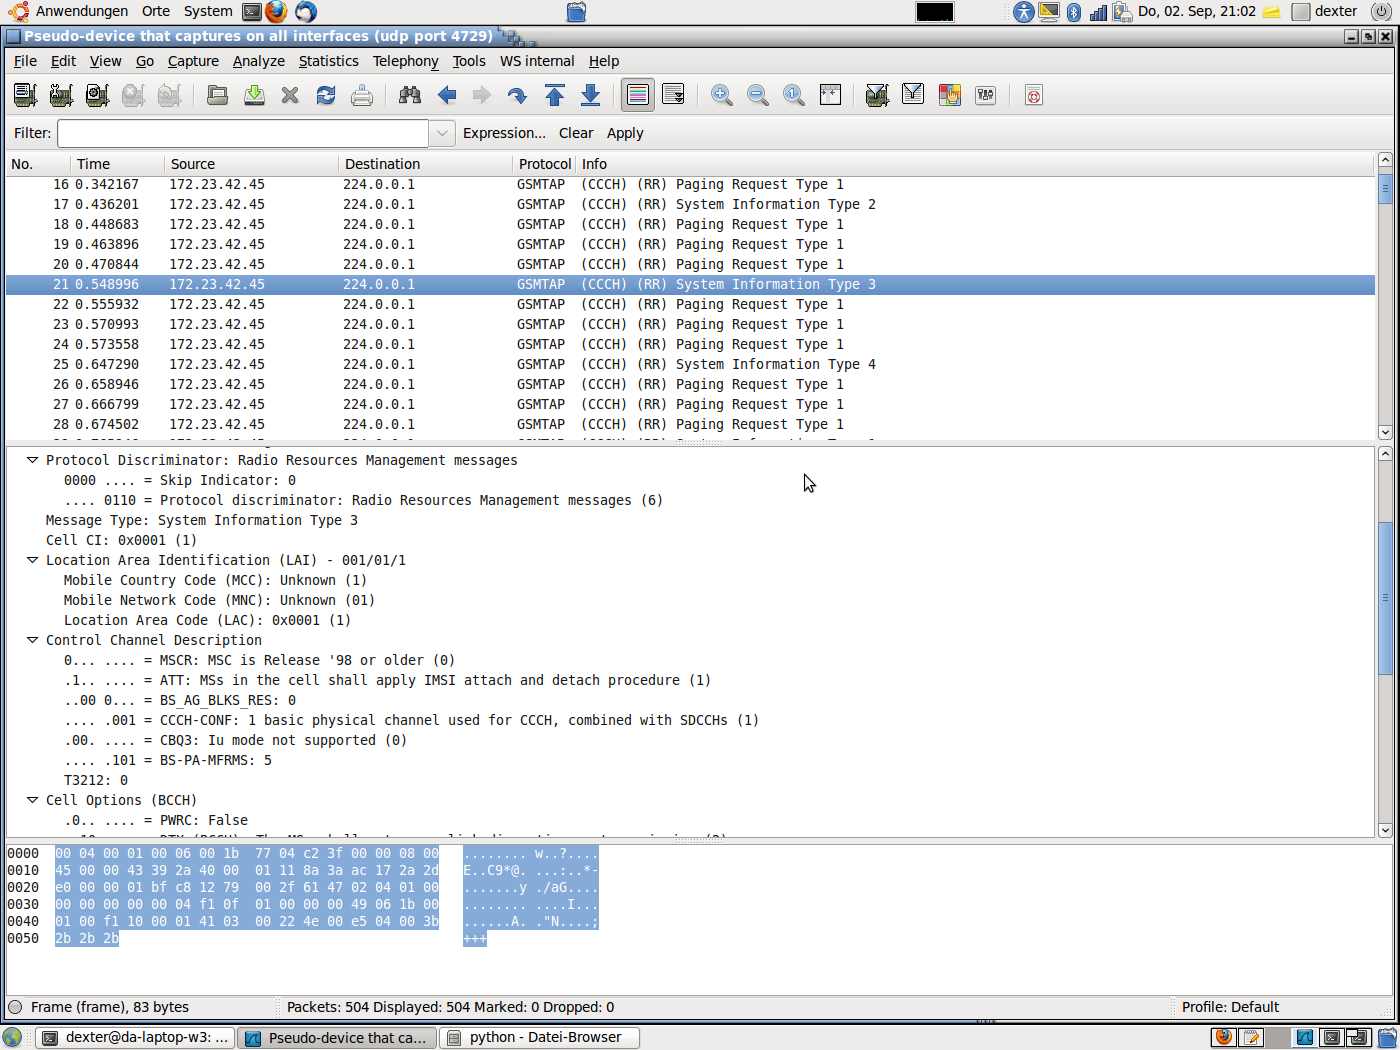 Anwendungen Orte System Do, 02. Sep, 21:02 dexter
Pseudo-device that captures on all interfaces (udp port 4729)
File Edit View Go Capture Analyze Statistics Telephony Tools WS internal Help
Filter: Expression... Clear Apply
No. Time Source Destination Protocol Info
16 0.342167 172.23.42.45 224.0.0.1 GSMTAP (CCCH) (RR) Paging Request Type 1
17 0.436201 172.23.42.45 224.0.0.1 GSMTAP (CCCH) (RR) System Information Type 2
18 0.448683 172.23.42.45 224.0.0.1 GSMTAP (CCCH) (RR) Paging Request Type 1
19 0.463896 172.23.42.45 224.0.0.1 GSMTAP (CCCH) (RR) Paging Request Type 1
20 0.470844 172.23.42.45 224.0.0.1 GSMTAP (CCCH) (RR) Paging Request Type 1
21 0.548996 172.23.42.45 224.0.0.1 GSMTAP (CCCH) (RR) System Information Type 3
22 0.555932 172.23.42.45 224.0.0.1 GSMTAP (CCCH) (RR) Paging Request Type 1
23 0.570993 172.23.42.45 224.0.0.1 GSMTAP (CCCH) (RR) Paging Request Type 1
24 0.573558 172.23.42.45 224.0.0.1 GSMTAP (CCCH) (RR) Paging Request Type 1
25 0.647290 172.23.42.45 224.0.0.1 GSMTAP (CCCH) (RR) System Information Type 4
26 0.658946 172.23.42.45 224.0.0.1 GSMTAP (CCCH) (RR) Paging Request Type 1
27 0.666799 172.23.42.45 224.0.0.1 GSMTAP (CCCH) (RR) Paging Request Type 1
28 0.674502 172.23.42.45 224.0.0.1 GSMTAP (CCCH) (RR) Paging Request Type 1
Protocol Discriminator: Radio Resources Management messages
0000 .... = Skip Indicator: 0
.... 0110 = Protocol discriminator: Radio Resources Management messages (6)
Message Type: System Information Type 3
Cell CI: 0x0001 (1)
Location Area Identification (LAI) - 001/01/1
Mobile Country Code (MCC): Unknown (1)
Mobile Network Code (MNC): Unknown (01)
Location Area Code (LAC): 0x0001 (1)
Control Channel Description
0... .... = MSCR: MSC is Release '98 or older (0)
.1.. .... = ATT: MSs in the cell shall apply IMSI attach and detach procedure (1)
..00 0... = BS_AG_BLKS_RES: 0
.... .001 = CCCH-CONF: 1 basic physical channel used for CCCH, combined with SDCCHs (1)
.00. .... = CBQ3: Iu mode not supported (0)
.... .101 = BS-PA-MFRMS: 5
T3212: 0
Cell Options (BCCH)
.0.. .... = PWRC: False
0000 00 04 00 01 00 06 00 1b 77 04 c2 3f 00 00 08 00 ........ w..?....
0010 45 00 00 43 39 2a 40 00 01 11 8a 3a ac 17 2a 2d E..C9*@. ...:..*-
0020 e0 00 00 01 bf c8 12 79 00 2f 61 47 02 04 01 00 .......y ./aG....
0030 00 00 00 00 00 04 f1 0f 01 00 00 00 49 06 1b 00 ........ ....I...
0040 01 00 f1 10 00 01 41 03 00 22 4e 00 e5 04 00 3b ......A. ."N....;
0050 2b 2b 2b +++
Frame (frame), 83 bytes Packets: 504 Displayed: 504 Marked: 0 Dropped: 0 Profile: Default
dexter@da-laptop-w3: ... Pseudo-device that ca... python - Datei-Browser